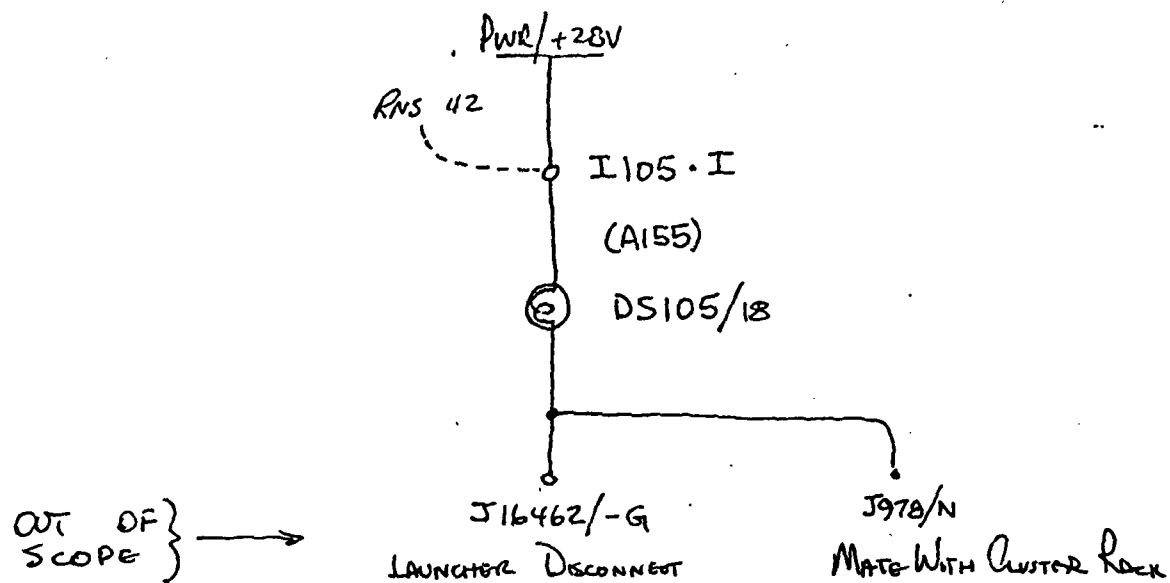 PWR/+28V
RNS 42
I105.I
(A155)
DS105/18
J16462/-G
LAUNCHER DISCONNECT
J978/N
MATE WITH CLUSTER RACK
OUT OF
SCOPE